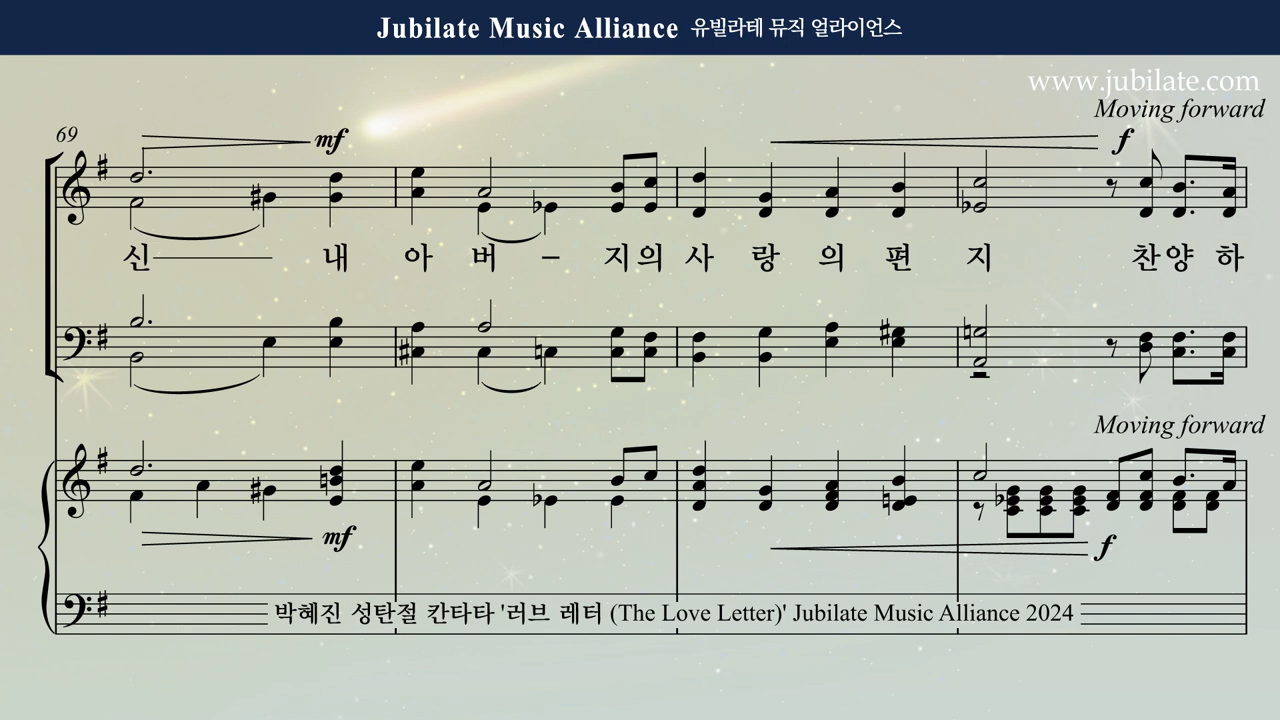 Jubilate Music Alliance 유빌라테 뮤직 얼라이언스
www.jubilate.com
Moving forward
69
mf
f
신 내 아 버 – 지의 사 랑 의 편 지 찬양 하
Moving forward
mf
f
박혜진 성탄절 칸타타 '러브 레터 (The Love Letter)' Jubilate Music Alliance 2024